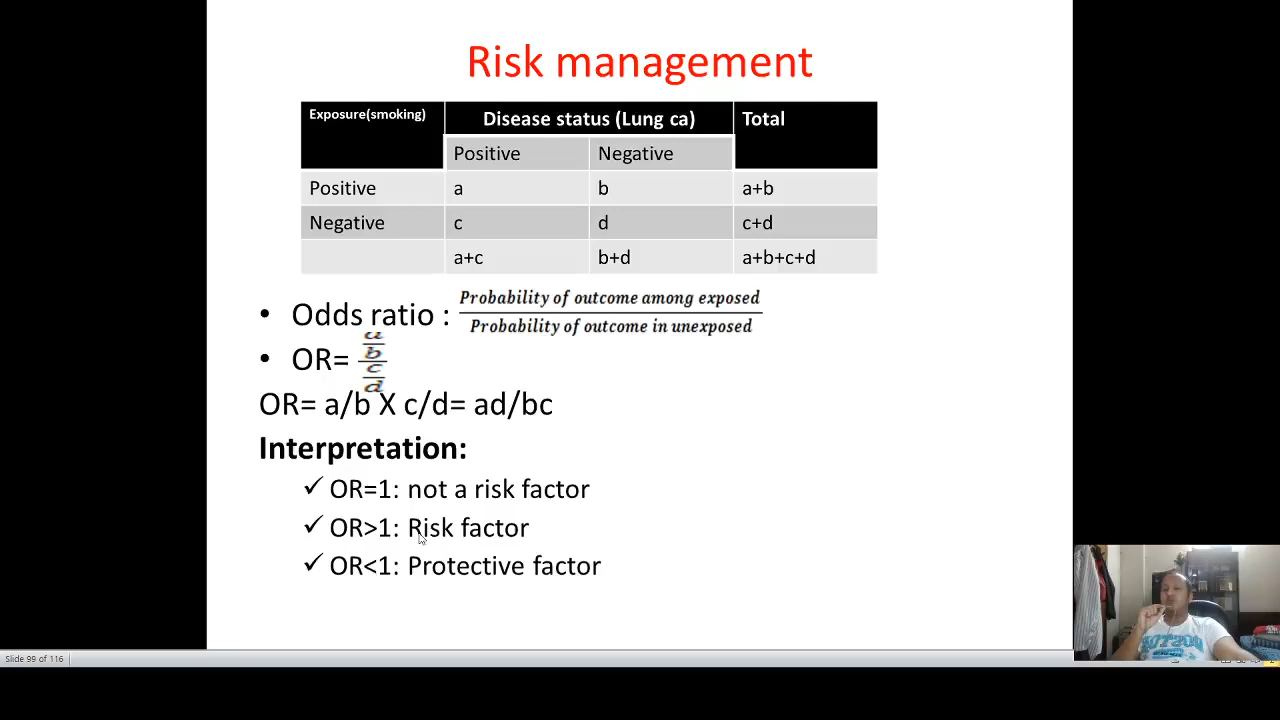 Risk management
Exposure(smoking) Disease status (Lung ca) Total
Positive Negative
Positive a b a+b
Negative c d c+d
a+c b+d a+b+c+d
• Odds ratio : Probability of outcome among exposed
Probability of outcome in unexposed
• OR= a
b
c
d
OR= a/b X c/d= ad/bc
Interpretation:
✓ OR=1: not a risk factor
✓ OR>1: Risk factor
✓ OR<1: Protective factor
Slide 99 of 116